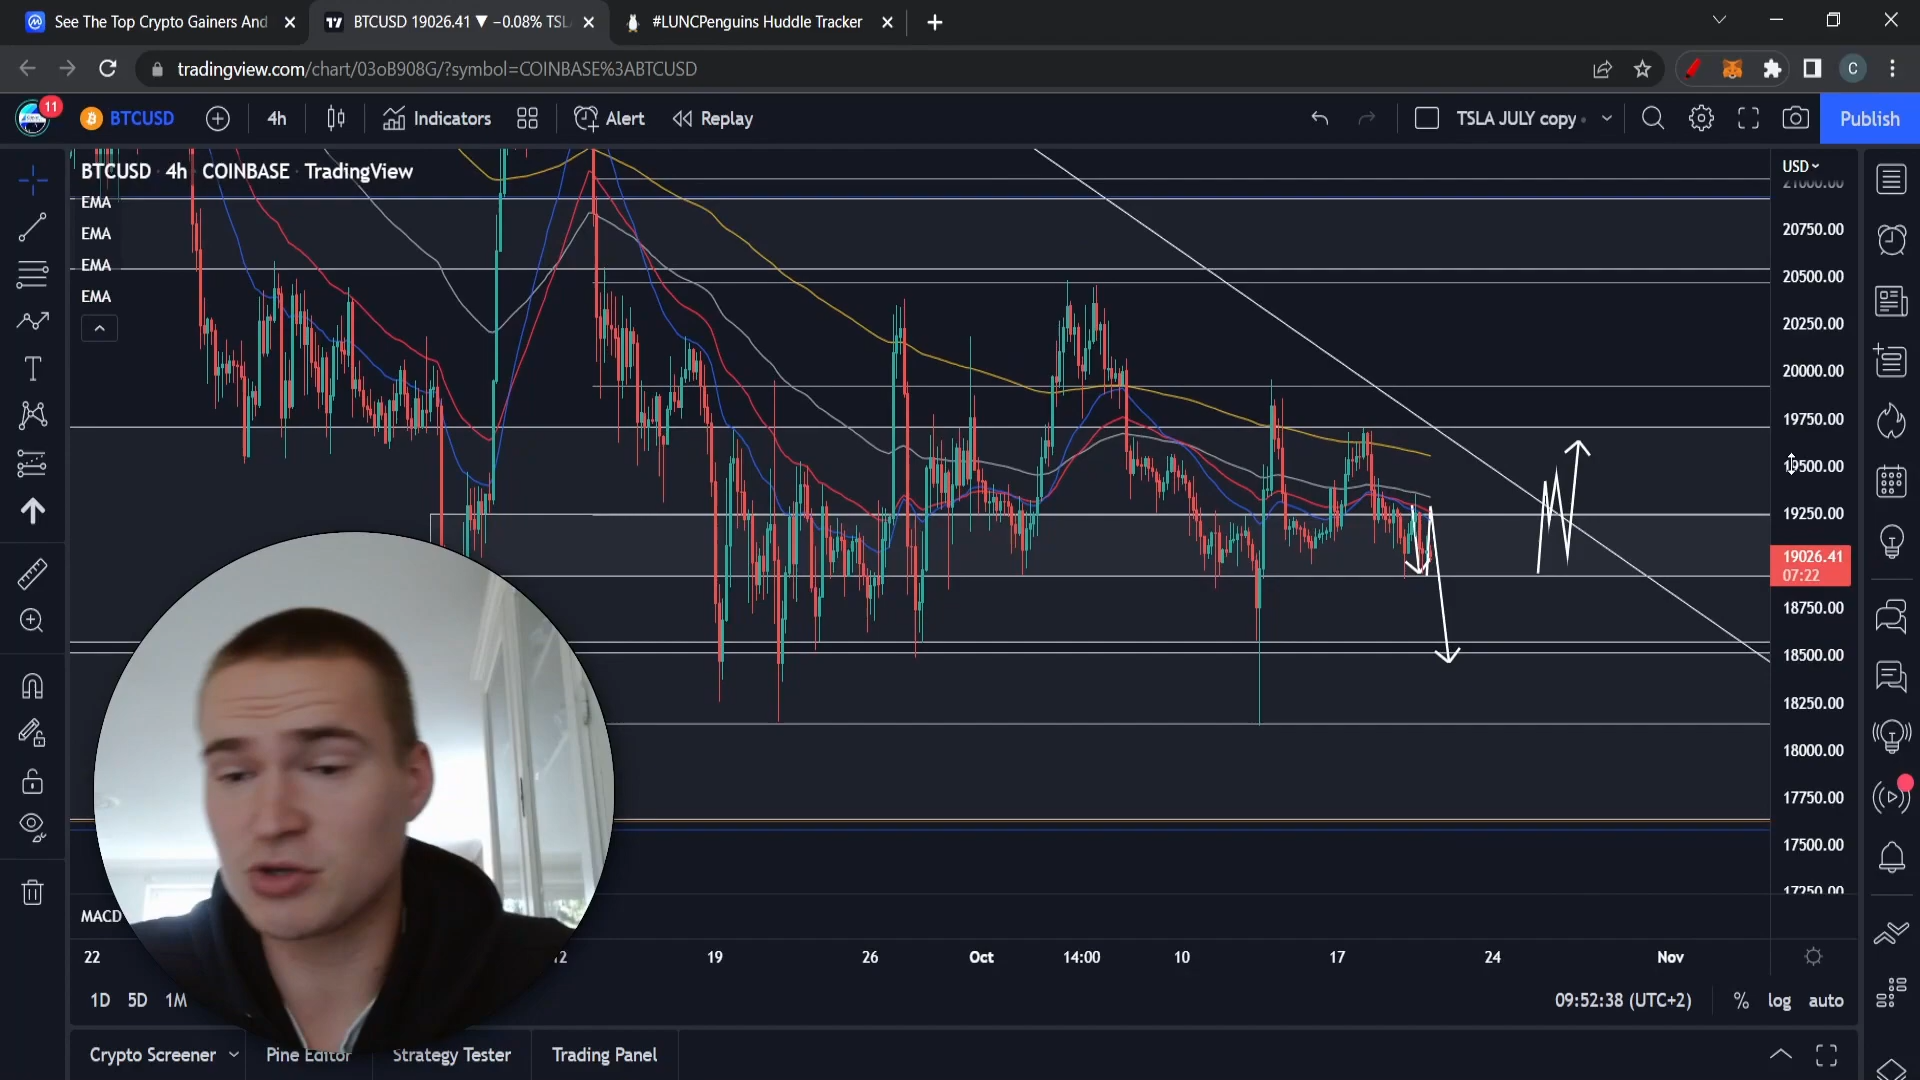 See The Top Crypto Gainers And
BTCUSD 19026.41 ▼ −0.08% TSL
#LUNCPenguins Huddle Tracker
tradingview.com/chart/03oB908G/?symbol=COINBASE%3ABTCUSD
C
11
BTCUSD
4h
Indicators
Alert
Replay
TSLA JULY copy
Publish
BTCUSD · 4h · COINBASE · TradingView
EMA
EMA
EMA
EMA
USD
21000.00
20750.00
20500.00
20250.00
20000.00
19750.00
19500.00
19250.00
19026.41
07:22
18750.00
18500.00
18250.00
18000.00
17750.00
17500.00
17250.00
MACD
22
12
19
26
Oct
14:00
10
17
24
Nov
1D 5D 1M
09:52:38 (UTC+2)
% log auto
Crypto Screener
Pine Editor
Strategy Tester
Trading Panel